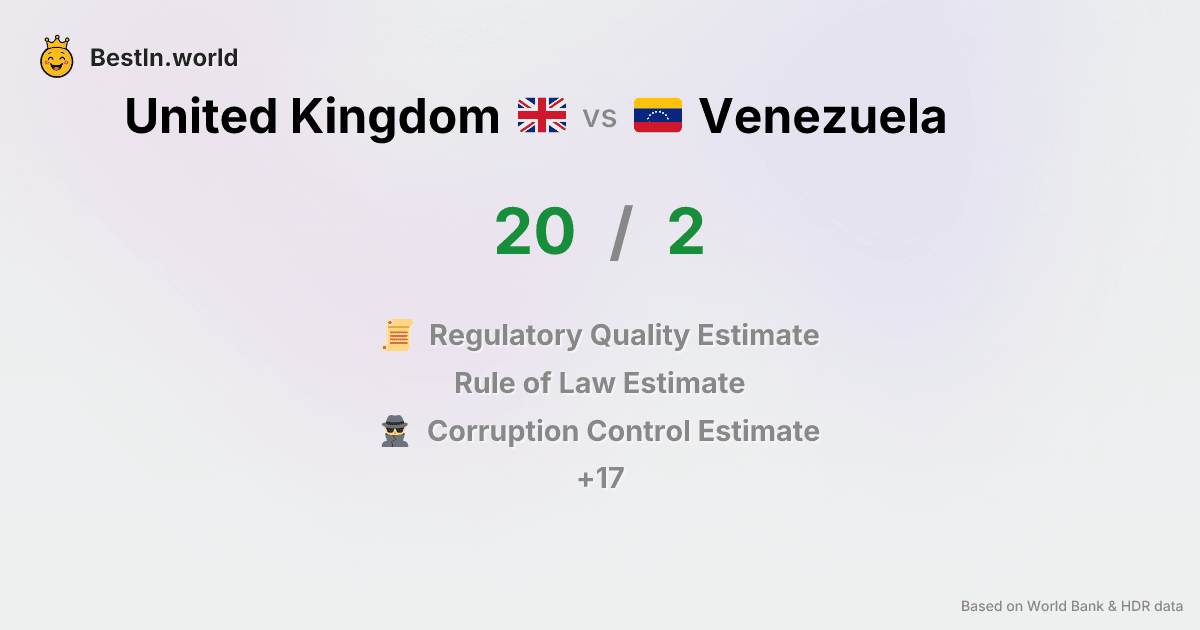 BestIn.world
United Kingdom vs Venezuela
20 / 2
Regulatory Quality Estimate
Rule of Law Estimate
Corruption Control Estimate
+17
Based on World Bank & HDR data